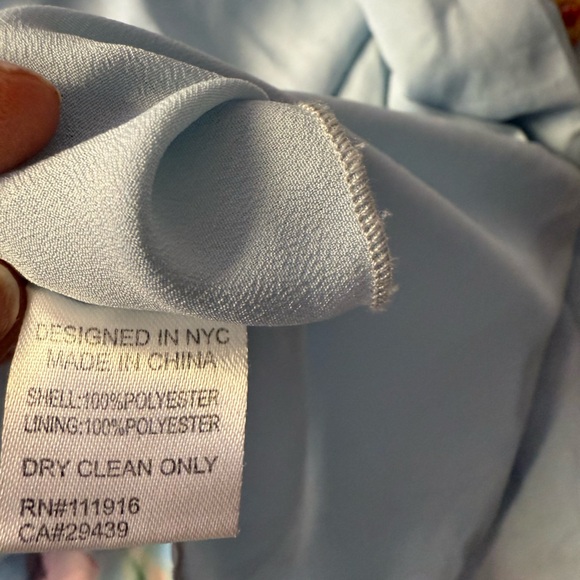 DESIGNED IN NYC
MADE IN CHINA
SHELL:100%POLYESTER
LINING:100%POLYESTER
DRY CLEAN ONLY
RN#111916
CA#29439